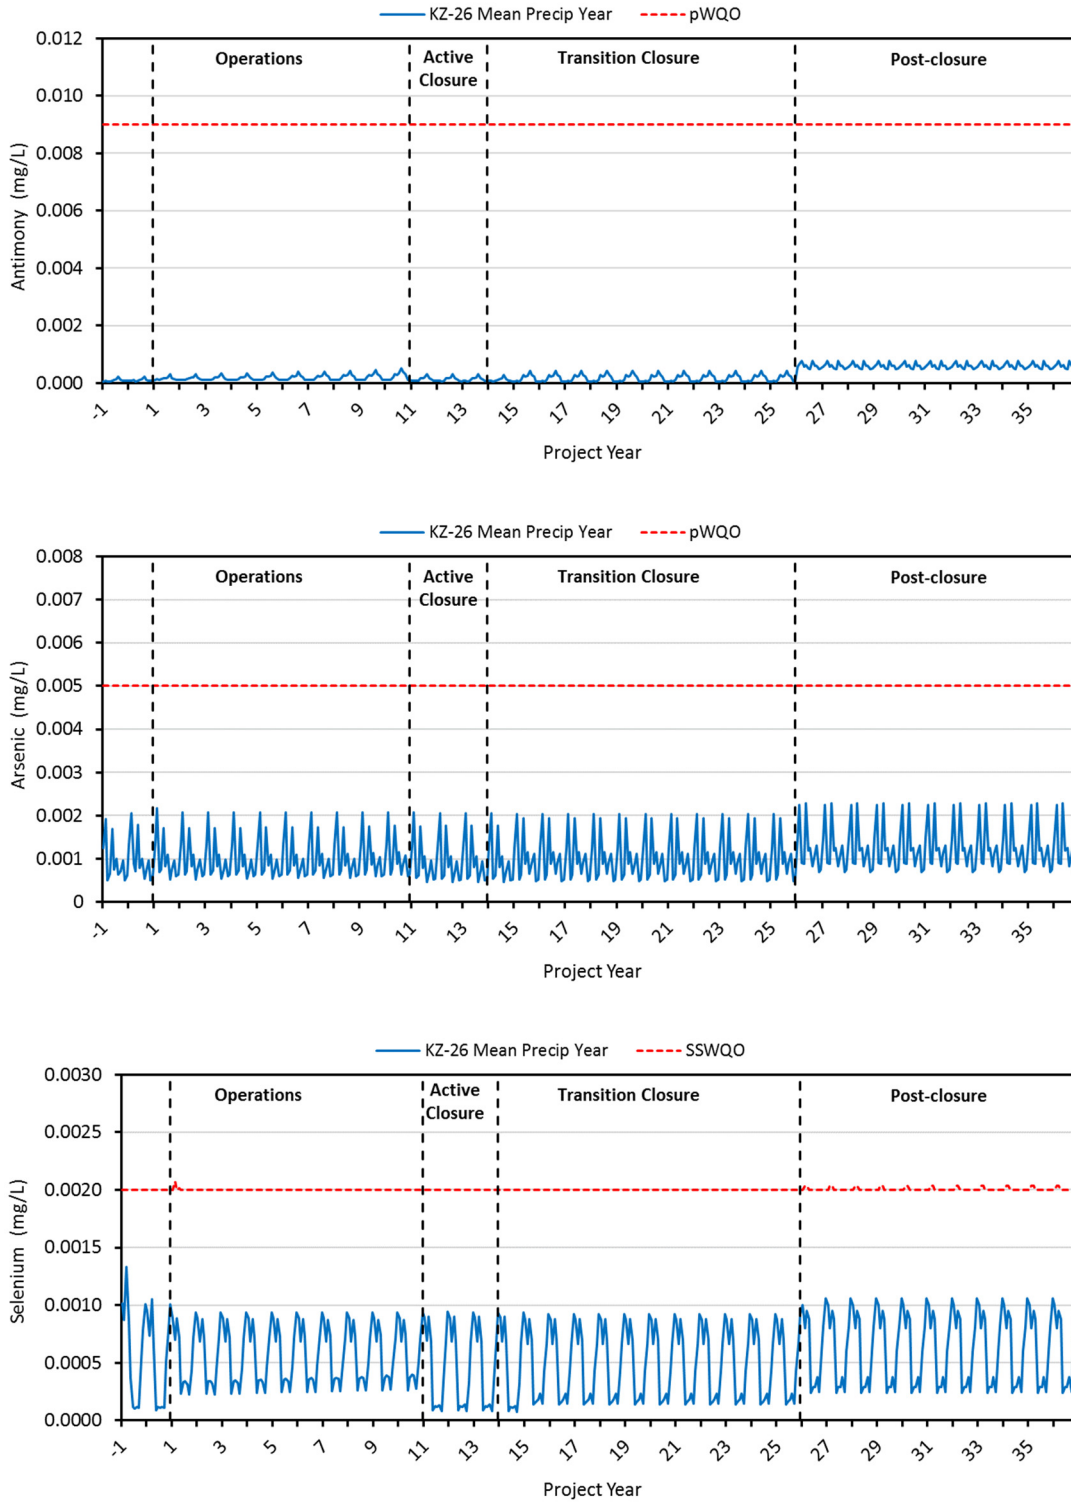 KZ-26 Mean Precip Year pWQO
0.012
0.010
0.008
0.006
0.004
0.002
0.000
Antimony (mg/L)
Operations
Active
Closure
Transition Closure
Post-closure
-1 1 3 5 7 9 11 13 15 17 19 21 23 25 27 29 31 33 35
Project Year
KZ-26 Mean Precip Year pWQO
0.008
0.007
0.006
0.005
0.004
0.003
0.002
0.001
0
Arsenic (mg/L)
Operations
Active
Closure
Transition Closure
Post-closure
-1 1 3 5 7 9 11 13 15 17 19 21 23 25 27 29 31 33 35
Project Year
KZ-26 Mean Precip Year SSWQO
0.0030
0.0025
0.0020
0.0015
0.0010
0.0005
0.0000
Selenium (mg/L)
Operations
Active
Closure
Transition Closure
Post-closure
-1 1 3 5 7 9 11 13 15 17 19 21 23 25 27 29 31 33 35
Project Year